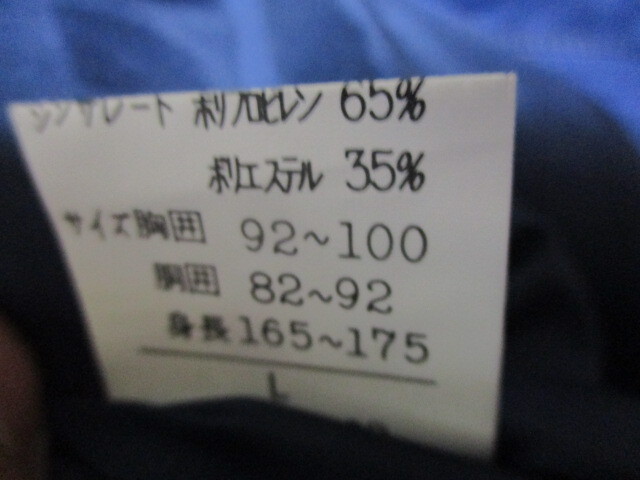 シンサレート ポリプロピレン 65%
ポリエステル 35%
サイズ 胸囲 92~100
胴囲 82~92
身長 165~175
L